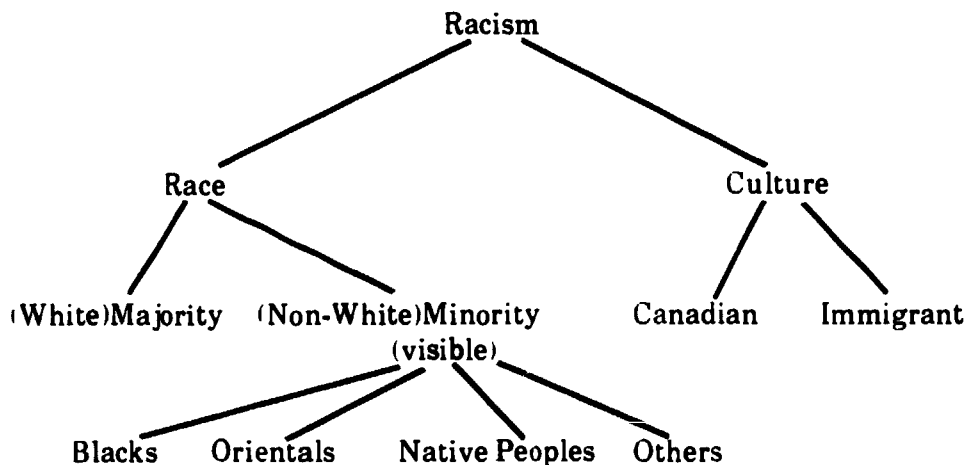 Racism
Race Culture
(White)Majority (Non-White)Minority Canadian Immigrant
(visible)
Blacks Orientals Native Peoples Others